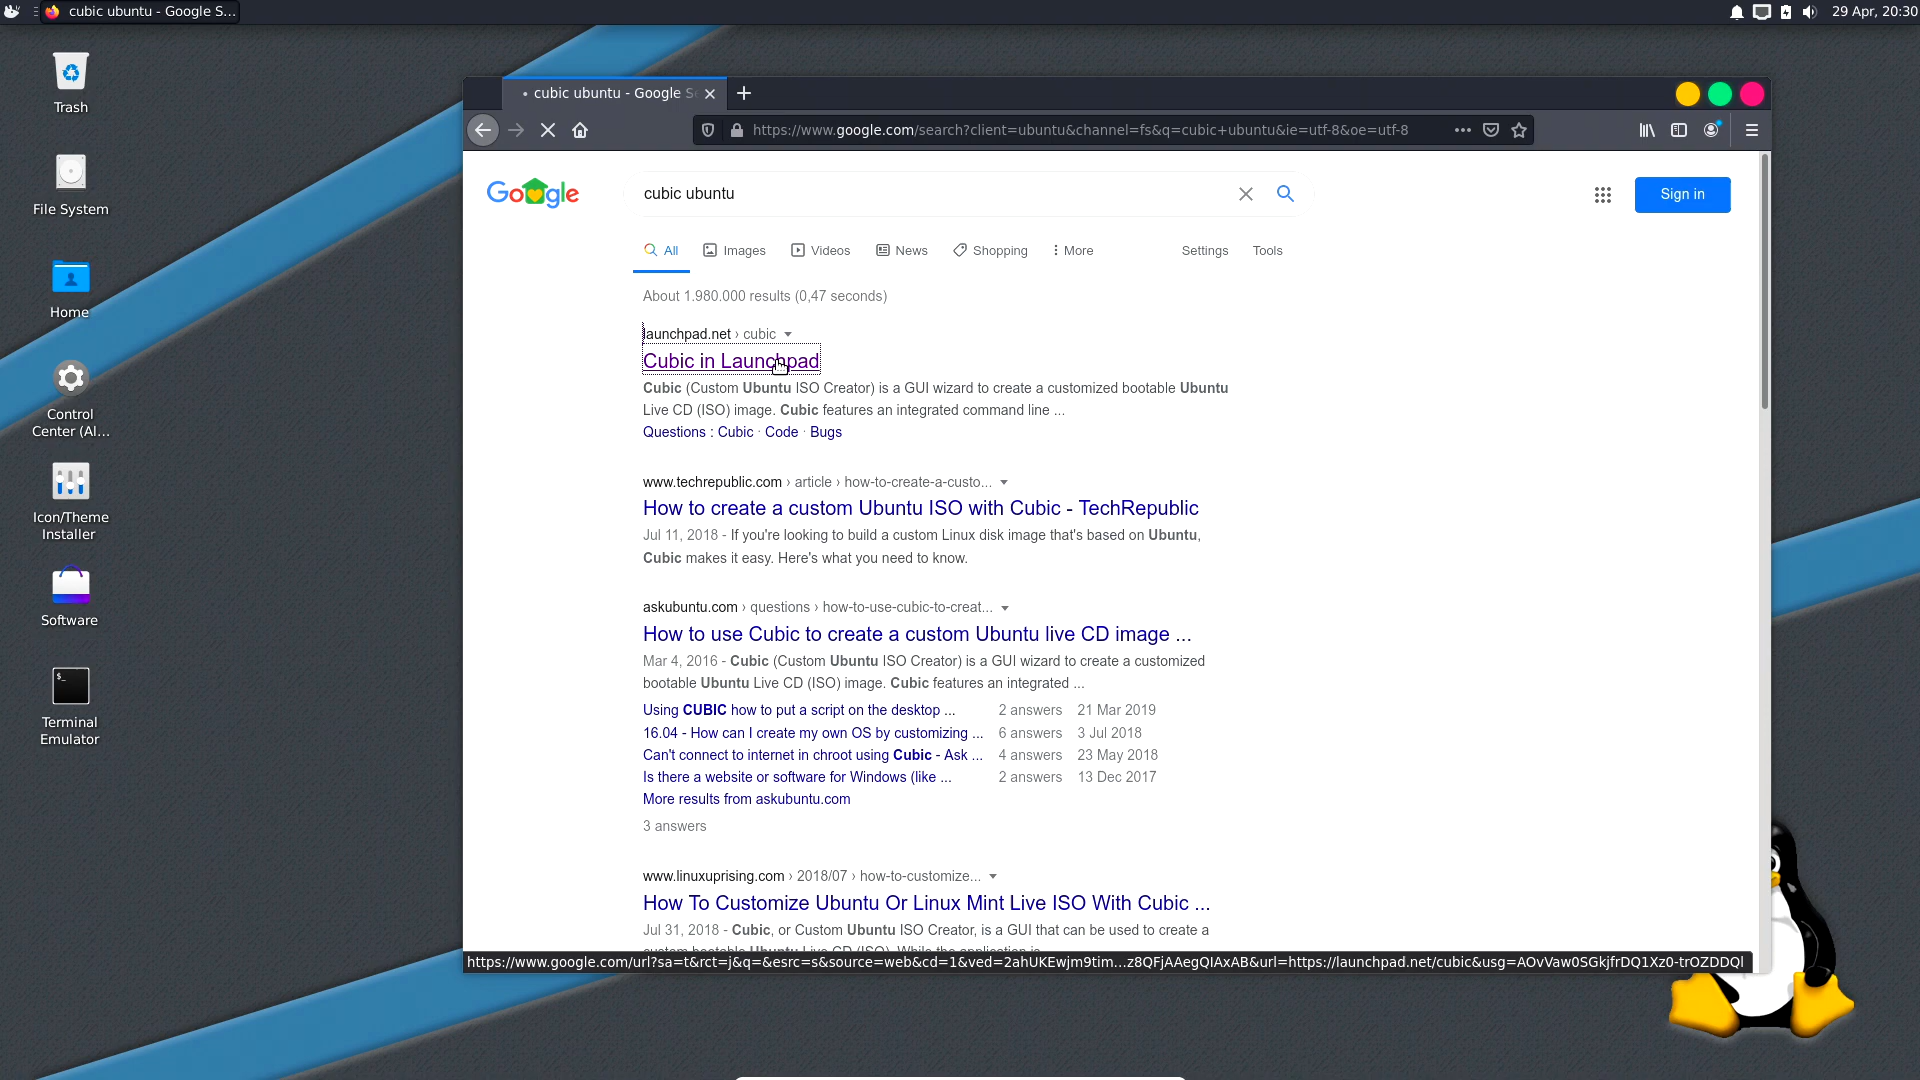 cubic ubuntu - Google S...
29 Apr, 20:30
Trash
File System
Home
Control
Center (Al...
Icon/Theme
Installer
Software
$_
Terminal
Emulator
cubic ubuntu - Google Se
https://www.google.com/search?client=ubuntu&channel=fs&q=cubic+ubuntu&ie=utf-8&oe=utf-8
Google
cubic ubuntu
Sign in
All Images Videos News Shopping More Settings Tools
About 1.980.000 results (0,47 seconds)
launchpad.net › cubic
Cubic in Launchpad
Cubic (Custom Ubuntu ISO Creator) is a GUI wizard to create a customized bootable Ubuntu
Live CD (ISO) image. Cubic features an integrated command line ...
Questions : Cubic · Code · Bugs
www.techrepublic.com › article › how-to-create-a-custo...
How to create a custom Ubuntu ISO with Cubic - TechRepublic
Jul 11, 2018 - If you're looking to build a custom Linux disk image that's based on Ubuntu,
Cubic makes it easy. Here's what you need to know.
askubuntu.com › questions › how-to-use-cubic-to-creat...
How to use Cubic to create a custom Ubuntu live CD image ...
Mar 4, 2016 - Cubic (Custom Ubuntu ISO Creator) is a GUI wizard to create a customized
bootable Ubuntu Live CD (ISO) image. Cubic features an integrated ...
Using CUBIC how to put a script on the desktop ... 2 answers 21 Mar 2019
16.04 - How can I create my own OS by customizing ... 6 answers 3 Jul 2018
Can't connect to internet in chroot using Cubic - Ask ... 4 answers 23 May 2018
Is there a website or software for Windows (like ... 2 answers 13 Dec 2017
More results from askubuntu.com
3 answers
www.linuxuprising.com › 2018/07 › how-to-customize...
How To Customize Ubuntu Or Linux Mint Live ISO With Cubic ...
Jul 31, 2018 - Cubic, or Custom Ubuntu ISO Creator, is a GUI that can be used to create a
custom bootable Ubuntu Live CD (ISO). While the application is
https://www.google.com/url?sa=t&rct=j&q=&esrc=s&source=web&cd=1&ved=2ahUKEwjm9tim...z8QFjAAegQIAxAB&url=https://launchpad.net/cubic&usg=AOvVaw0SGkjfrDQ1Xz0-trOZDDQl